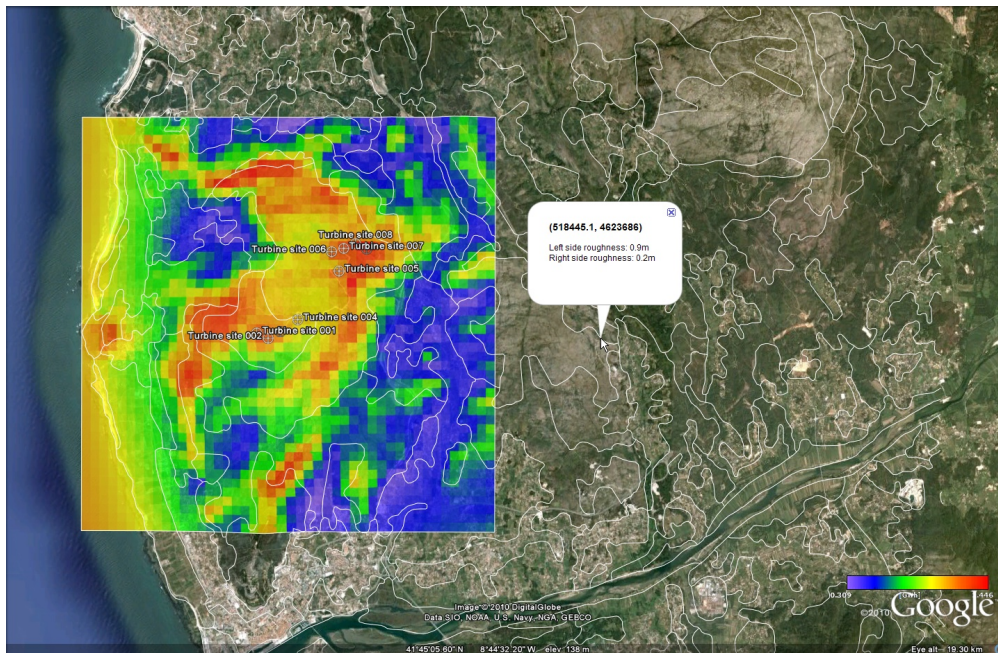 (518445.1, 4623686)
Left side roughness: 0.9m
Right side roughness: 0.2m
Turbine site 008
Turbine site 006
Turbine site 007
Turbine site 005
Turbine site 004
Turbine site 002
Turbine site 001
0.309
©2010 Google
Image © 2010 DigitalGlobe
Data SIO, NOAA, U.S. Navy, NGA, GEBCO
41°45'05.60" N 8°44'32.20" W elev 138 m
Eye alt 19.30 km